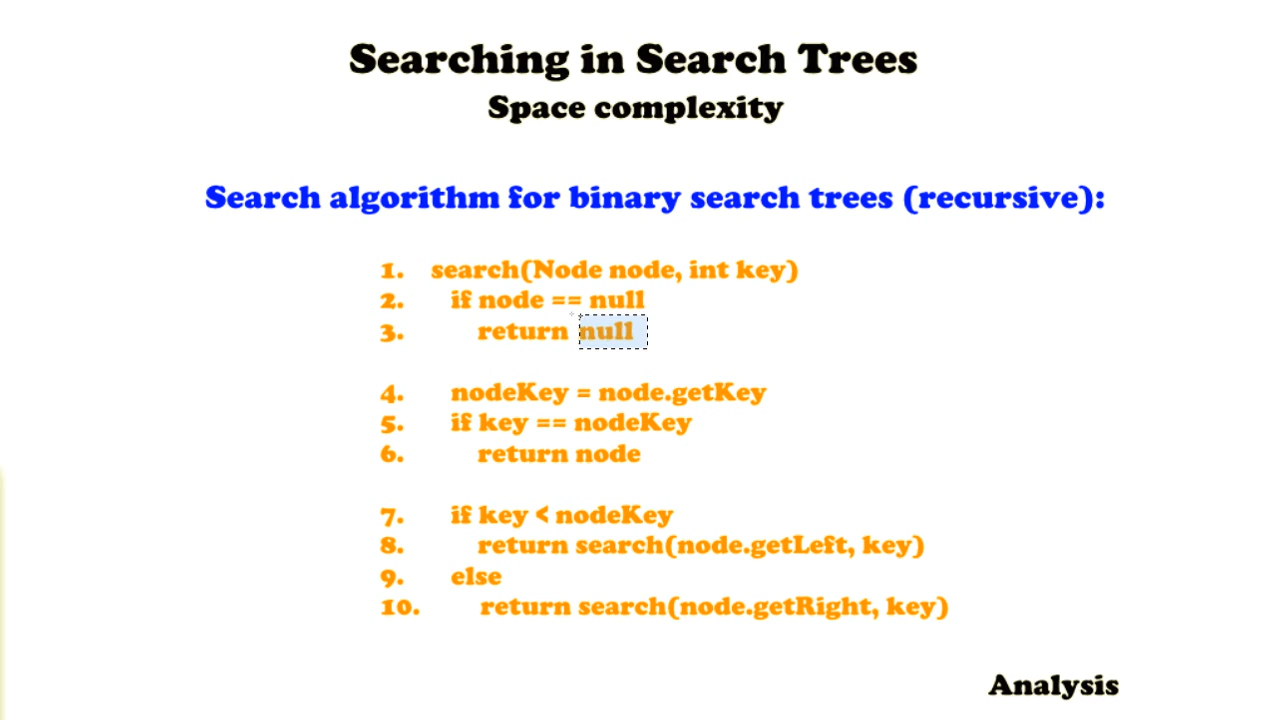 Searching in Search Trees
Space complexity
Search algorithm for binary search trees (recursive):
1. search(Node node, int key)
2. if node == null
3. return null
4. nodeKey = node.getKey
5. if key == nodeKey
6. return node
7. if key < nodeKey
8. return search(node.getLeft, key)
9. else
10. return search(node.getRight, key)
Analysis